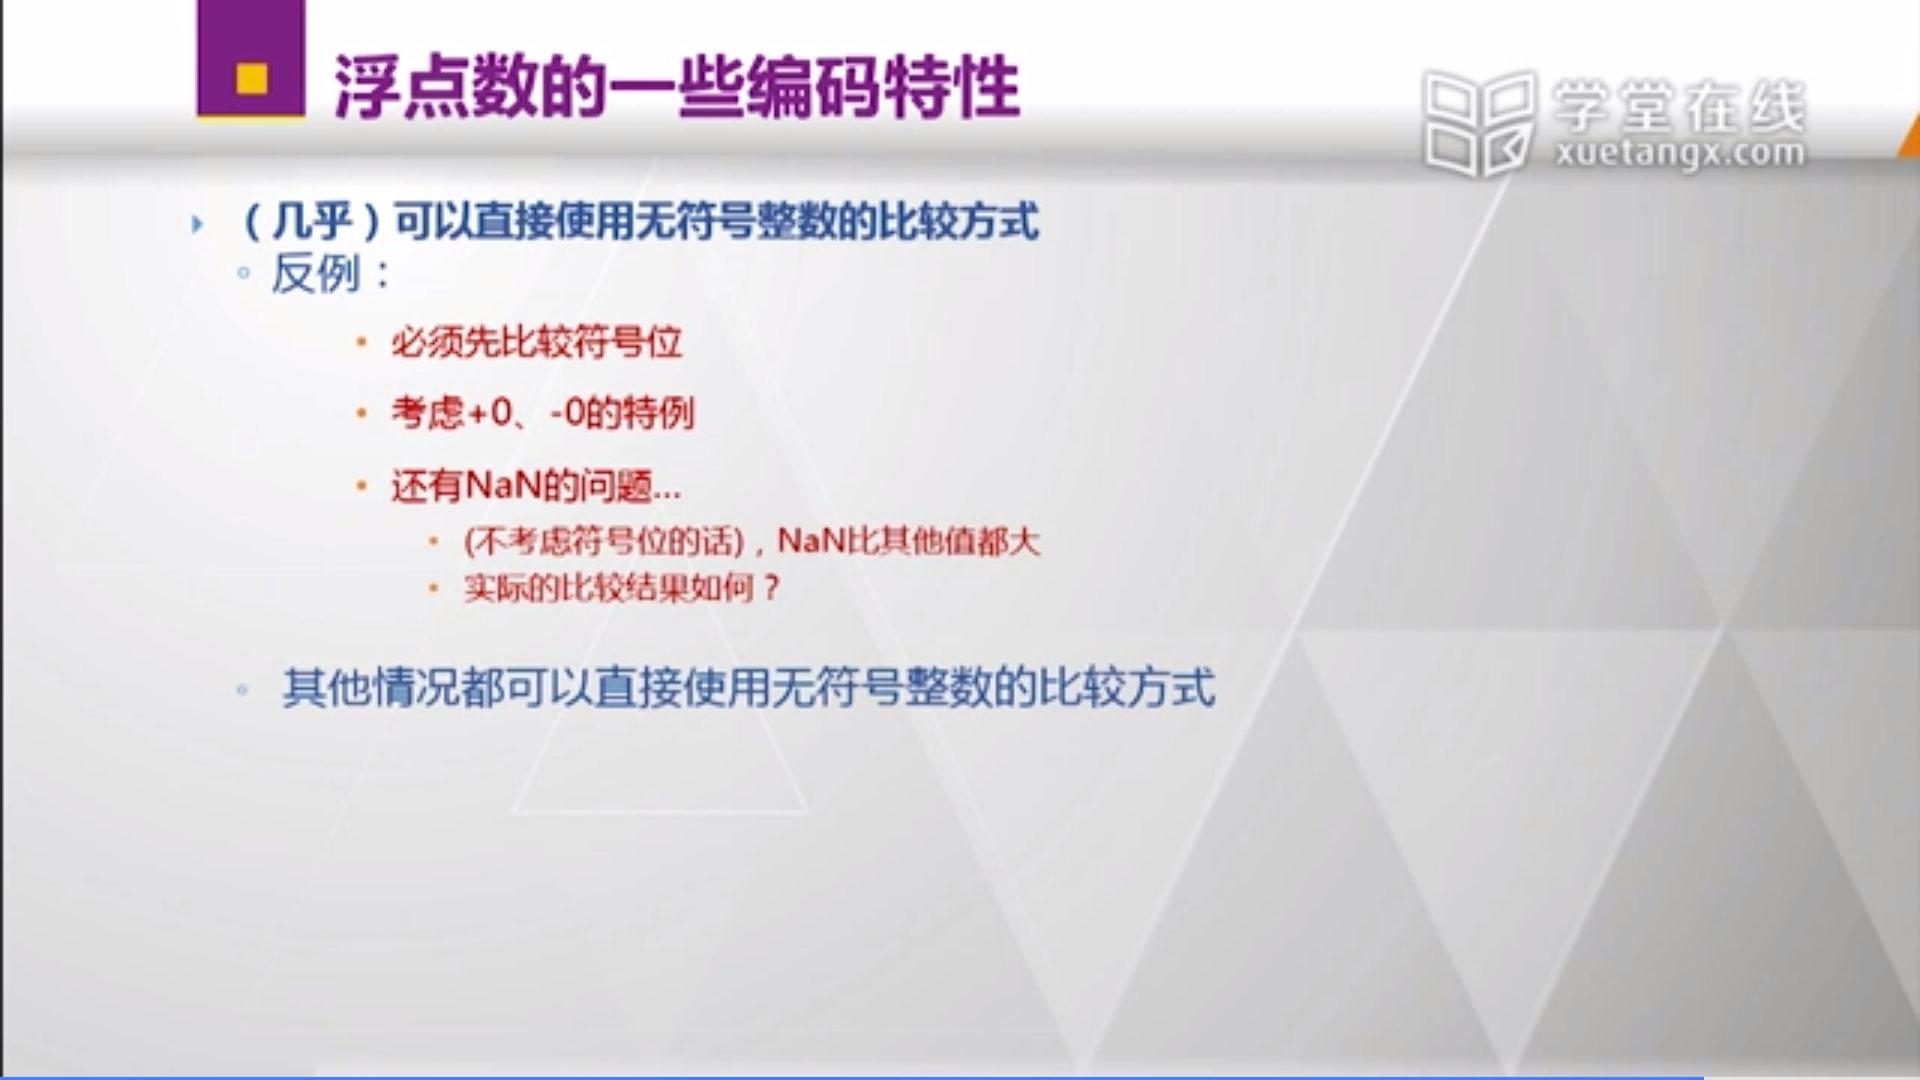 浮点数的一些编码特性
学堂在线
xuetangx.com
（几乎）可以直接使用无符号整数的比较方式
反例：
必须先比较符号位
考虑+0、-0的特例
还有NaN的问题...
(不考虑符号位的话)，NaN比其他值都大
实际的比较结果如何？
其他情况都可以直接使用无符号整数的比较方式